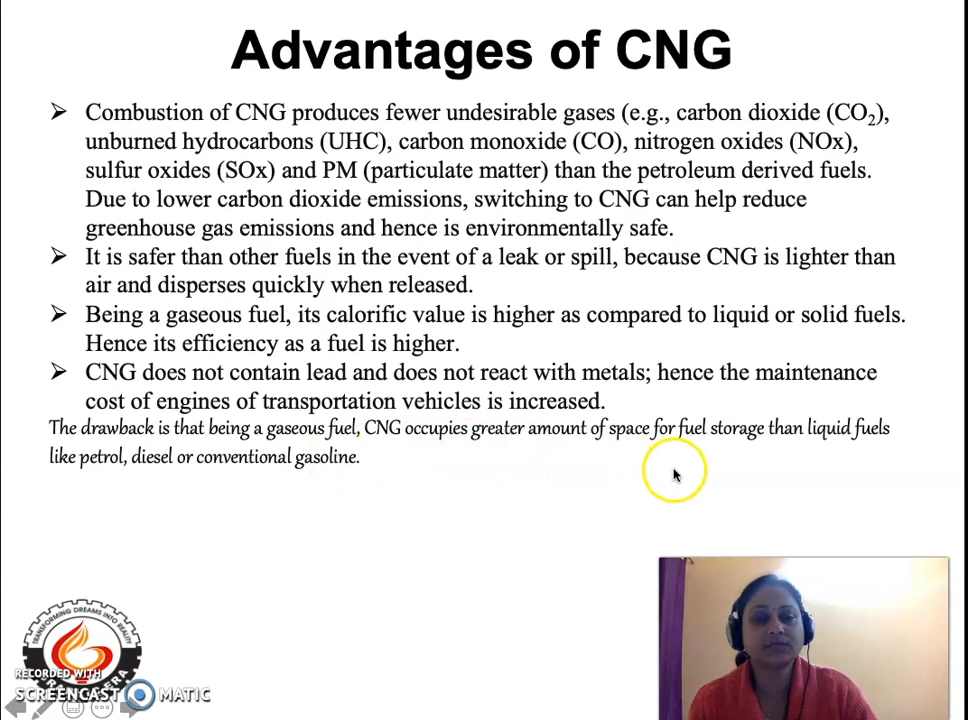 Advantages of CNG
➢ Combustion of CNG produces fewer undesirable gases (e.g., carbon dioxide (CO₂),
unburned hydrocarbons (UHC), carbon monoxide (CO), nitrogen oxides (NOx),
sulfur oxides (SOx) and PM (particulate matter) than the petroleum derived fuels.
Due to lower carbon dioxide emissions, switching to CNG can help reduce
greenhouse gas emissions and hence is environmentally safe.
➢ It is safer than other fuels in the event of a leak or spill, because CNG is lighter than
air and disperses quickly when released.
➢ Being a gaseous fuel, its calorific value is higher as compared to liquid or solid fuels.
Hence its efficiency as a fuel is higher.
➢ CNG does not contain lead and does not react with metals; hence the maintenance
cost of engines of transportation vehicles is increased.
The drawback is that being a gaseous fuel, CNG occupies greater amount of space for fuel storage than liquid fuels
like petrol, diesel or conventional gasoline.
TRANSFORMING DREAMS INTO REALITY
RECORDED WITH
SCREENCAST MATIC